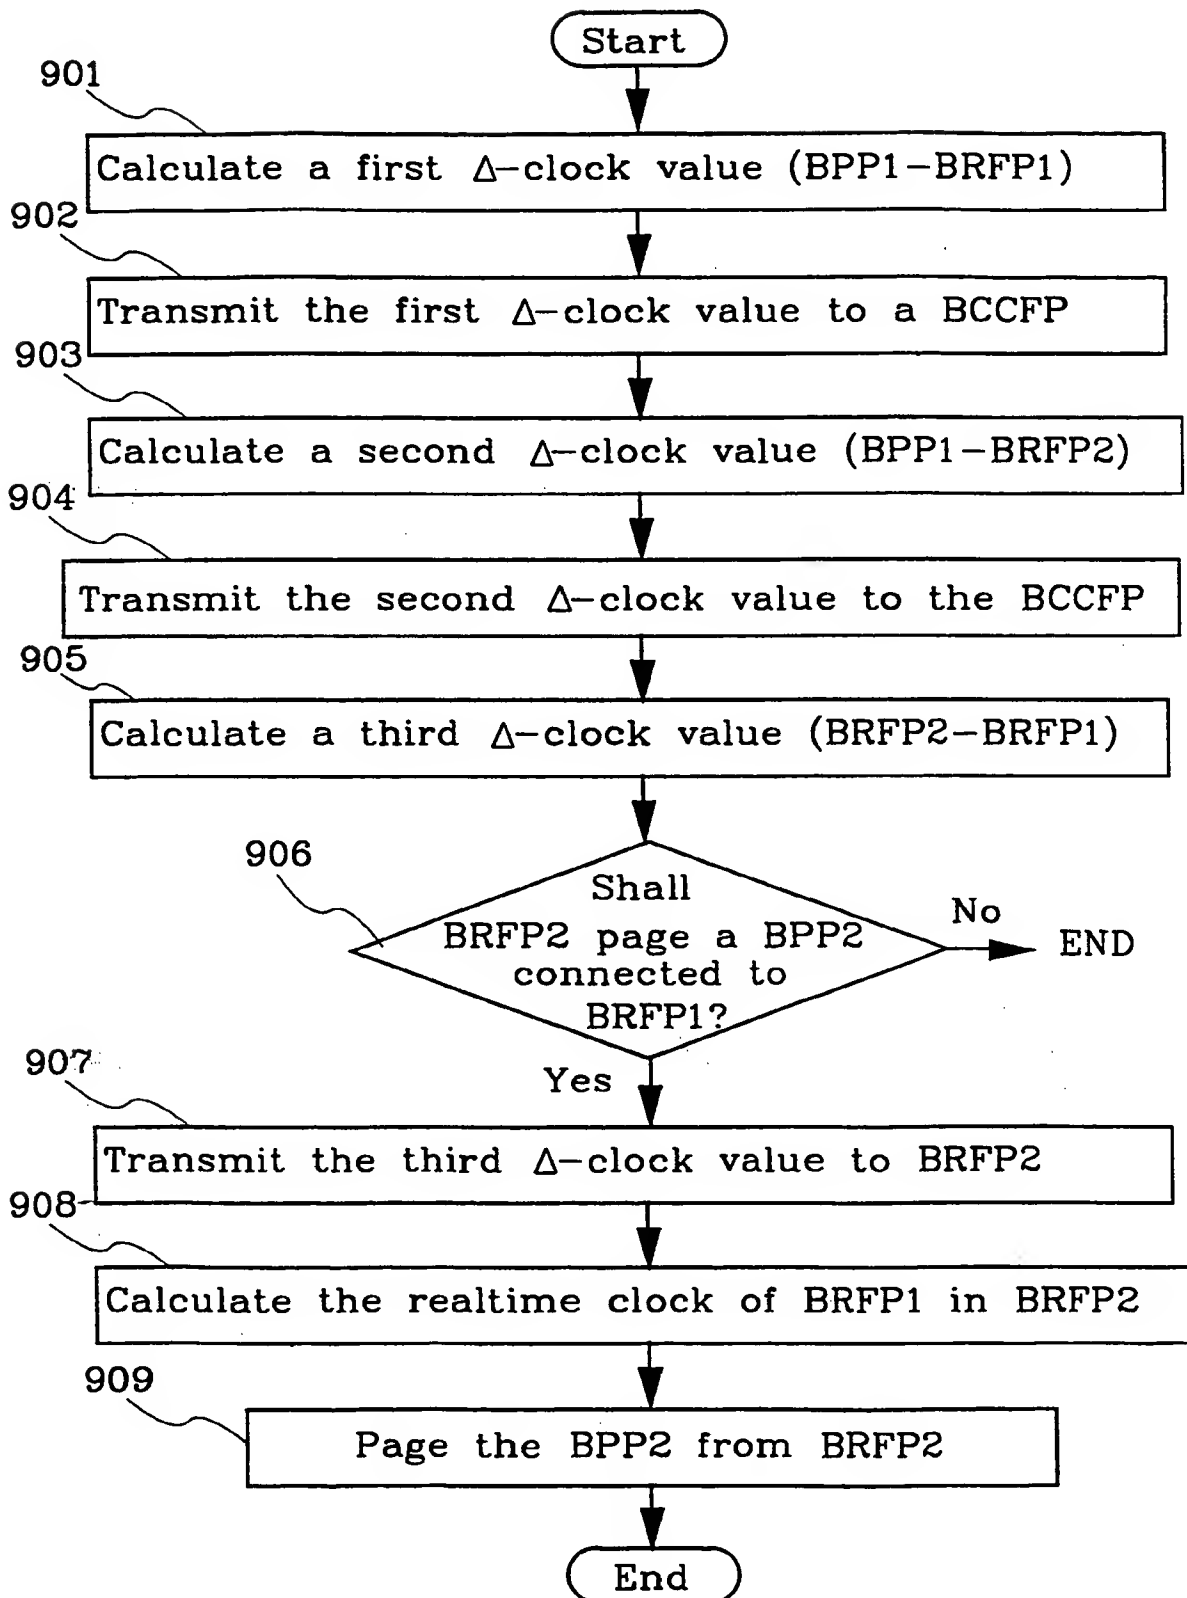 Start
901
Calculate a first Δ-clock value (BPP1-BRFP1)
902
Transmit the first Δ-clock value to a BCCFP
903
Calculate a second Δ-clock value (BPP1-BRFP2)
904
Transmit the second Δ-clock value to the BCCFP
905
Calculate a third Δ-clock value (BRFP2-BRFP1)
906
Shall
BRFP2 page a BPP2
connected to
BRFP1?
No
END
Yes
907
Transmit the third Δ-clock value to BRFP2
908
Calculate the realtime clock of BRFP1 in BRFP2
909
Page the BPP2 from BRFP2
End